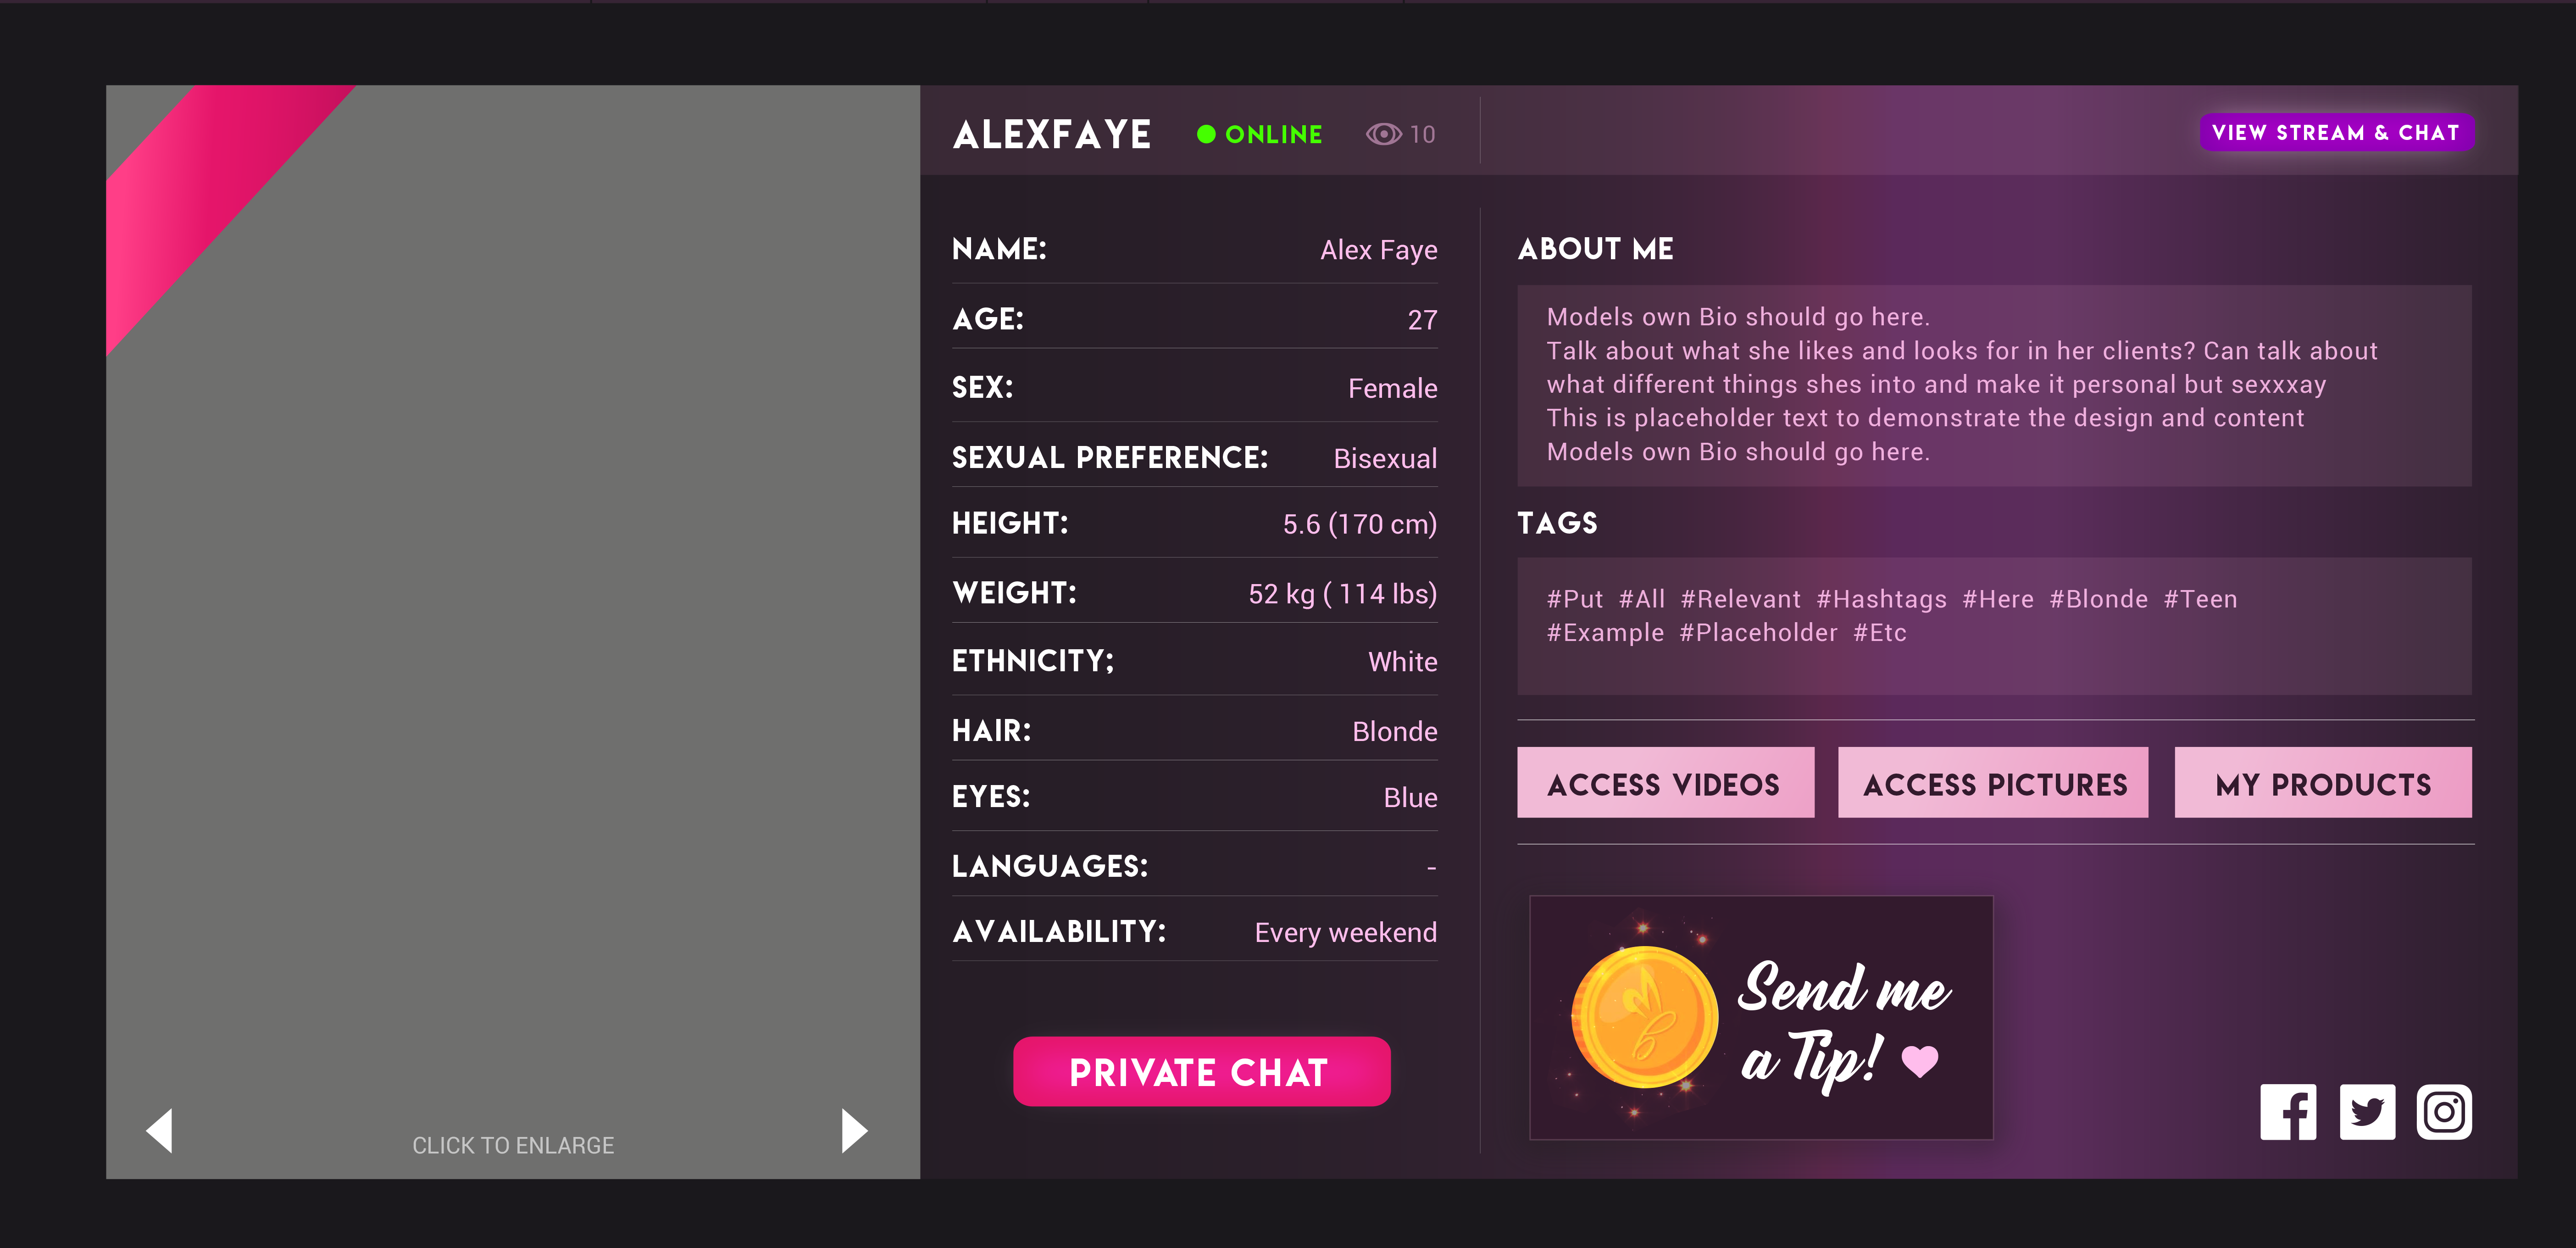 ALEXFAYE
ONLINE
10
VIEW STREAM & CHAT
NAME: Alex Faye
AGE: 27
SEX: Female
SEXUAL PREFERENCE: Bisexual
HEIGHT: 5.6 (170 cm)
WEIGHT: 52 kg ( 114 lbs)
ETHNICITY; White
HAIR: Blonde
EYES: Blue
LANGUAGES: -
AVAILABILITY: Every weekend
PRIVATE CHAT
CLICK TO ENLARGE
ABOUT ME
Models own Bio should go here.
Talk about what she likes and looks for in her clients? Can talk about
what different things shes into and make it personal but sexxxay
This is placeholder text to demonstrate the design and content
Models own Bio should go here.
TAGS
#Put #All #Relevant #Hashtags #Here #Blonde #Teen
#Example #Placeholder #Etc
ACCESS VIDEOS
ACCESS PICTURES
MY PRODUCTS
Send me
a Tip!